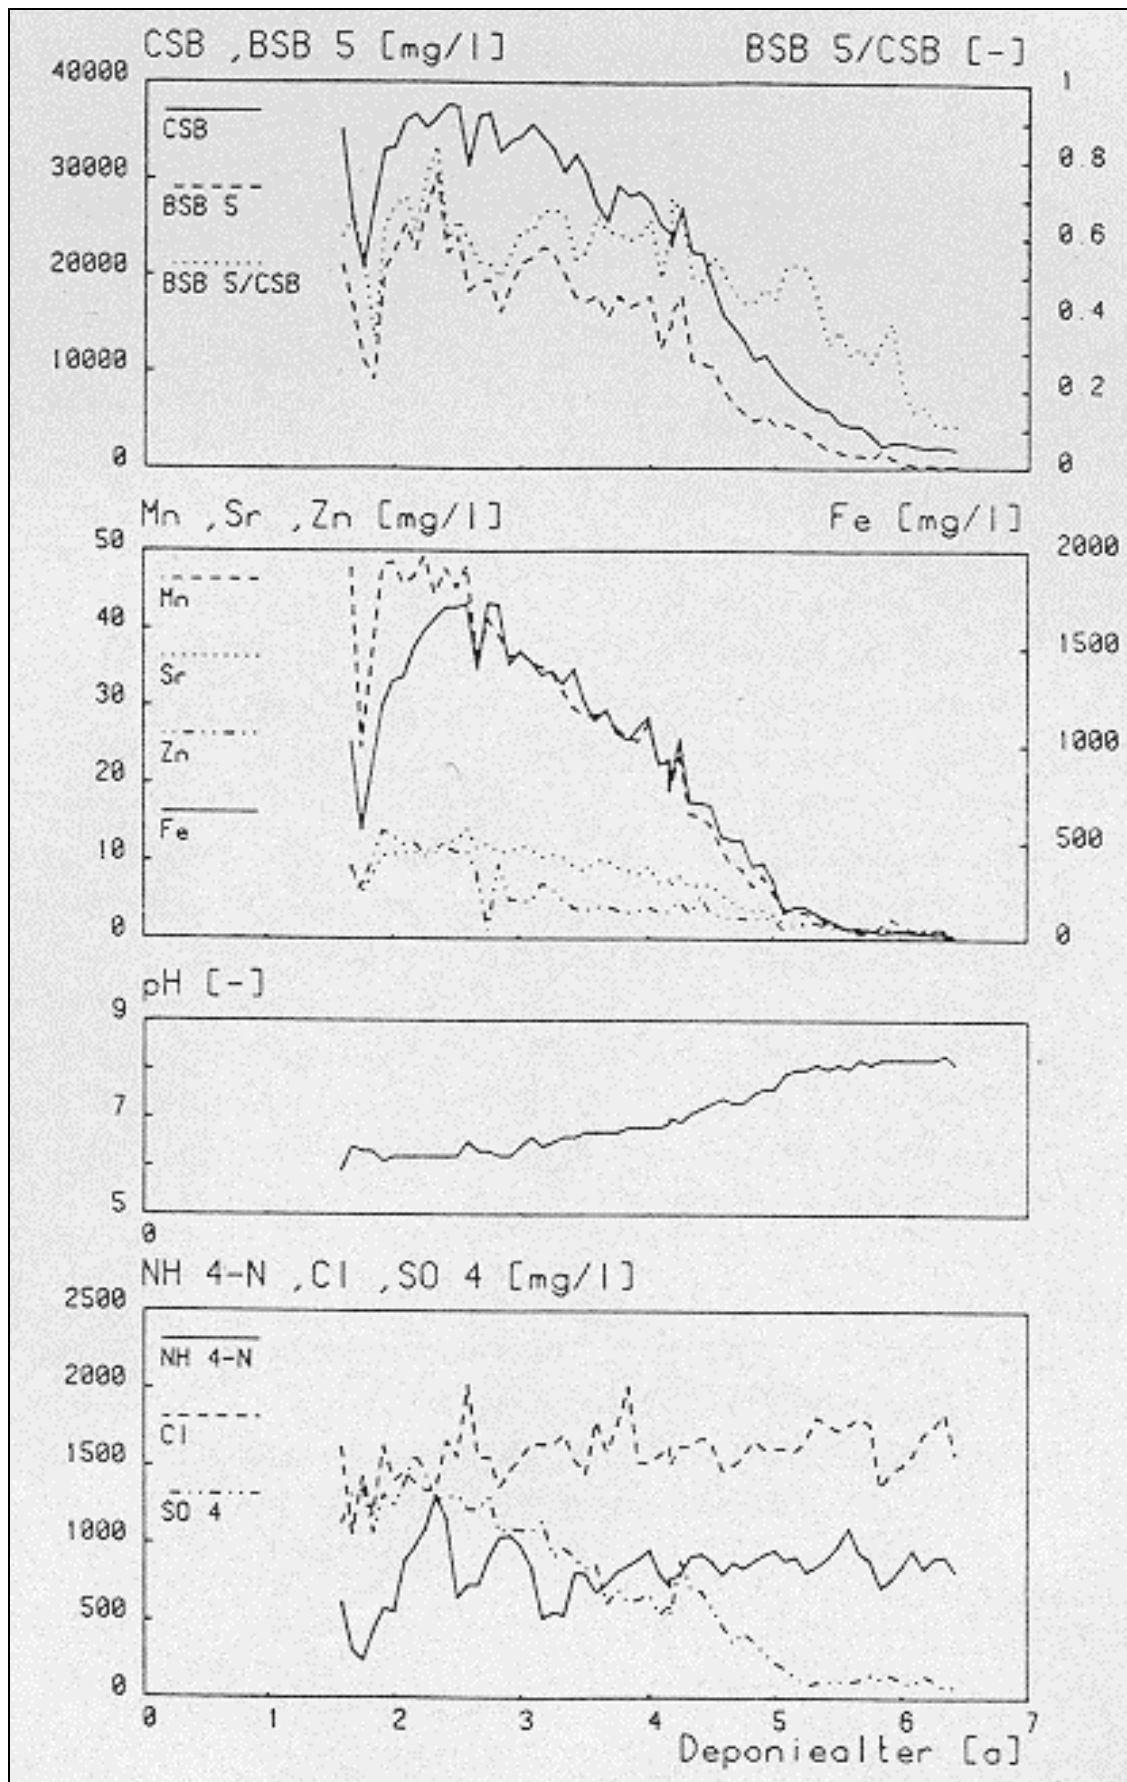 CSB ,BSB 5 [mg/l] BSB 5/CSB [-]
40000 1
CSB
0.8
30000
BSB 5
0.6
20000
BSB 5/CSB
0.4
10000
0.2
0 0
Mn ,Sr ,Zn [mg/l] Fe [mg/l]
50 2000
Mn
40
1500
Sr
30
Zn
1000
20
Fe
500
10
0 0
pH [-]
9
7
5
0
NH 4-N ,Cl ,SO 4 [mg/l]
2500
NH 4-N
2000
Cl
1500
SO 4
1000
500
0
0 1 2 3 4 5 6 7
Deponiealter [a]